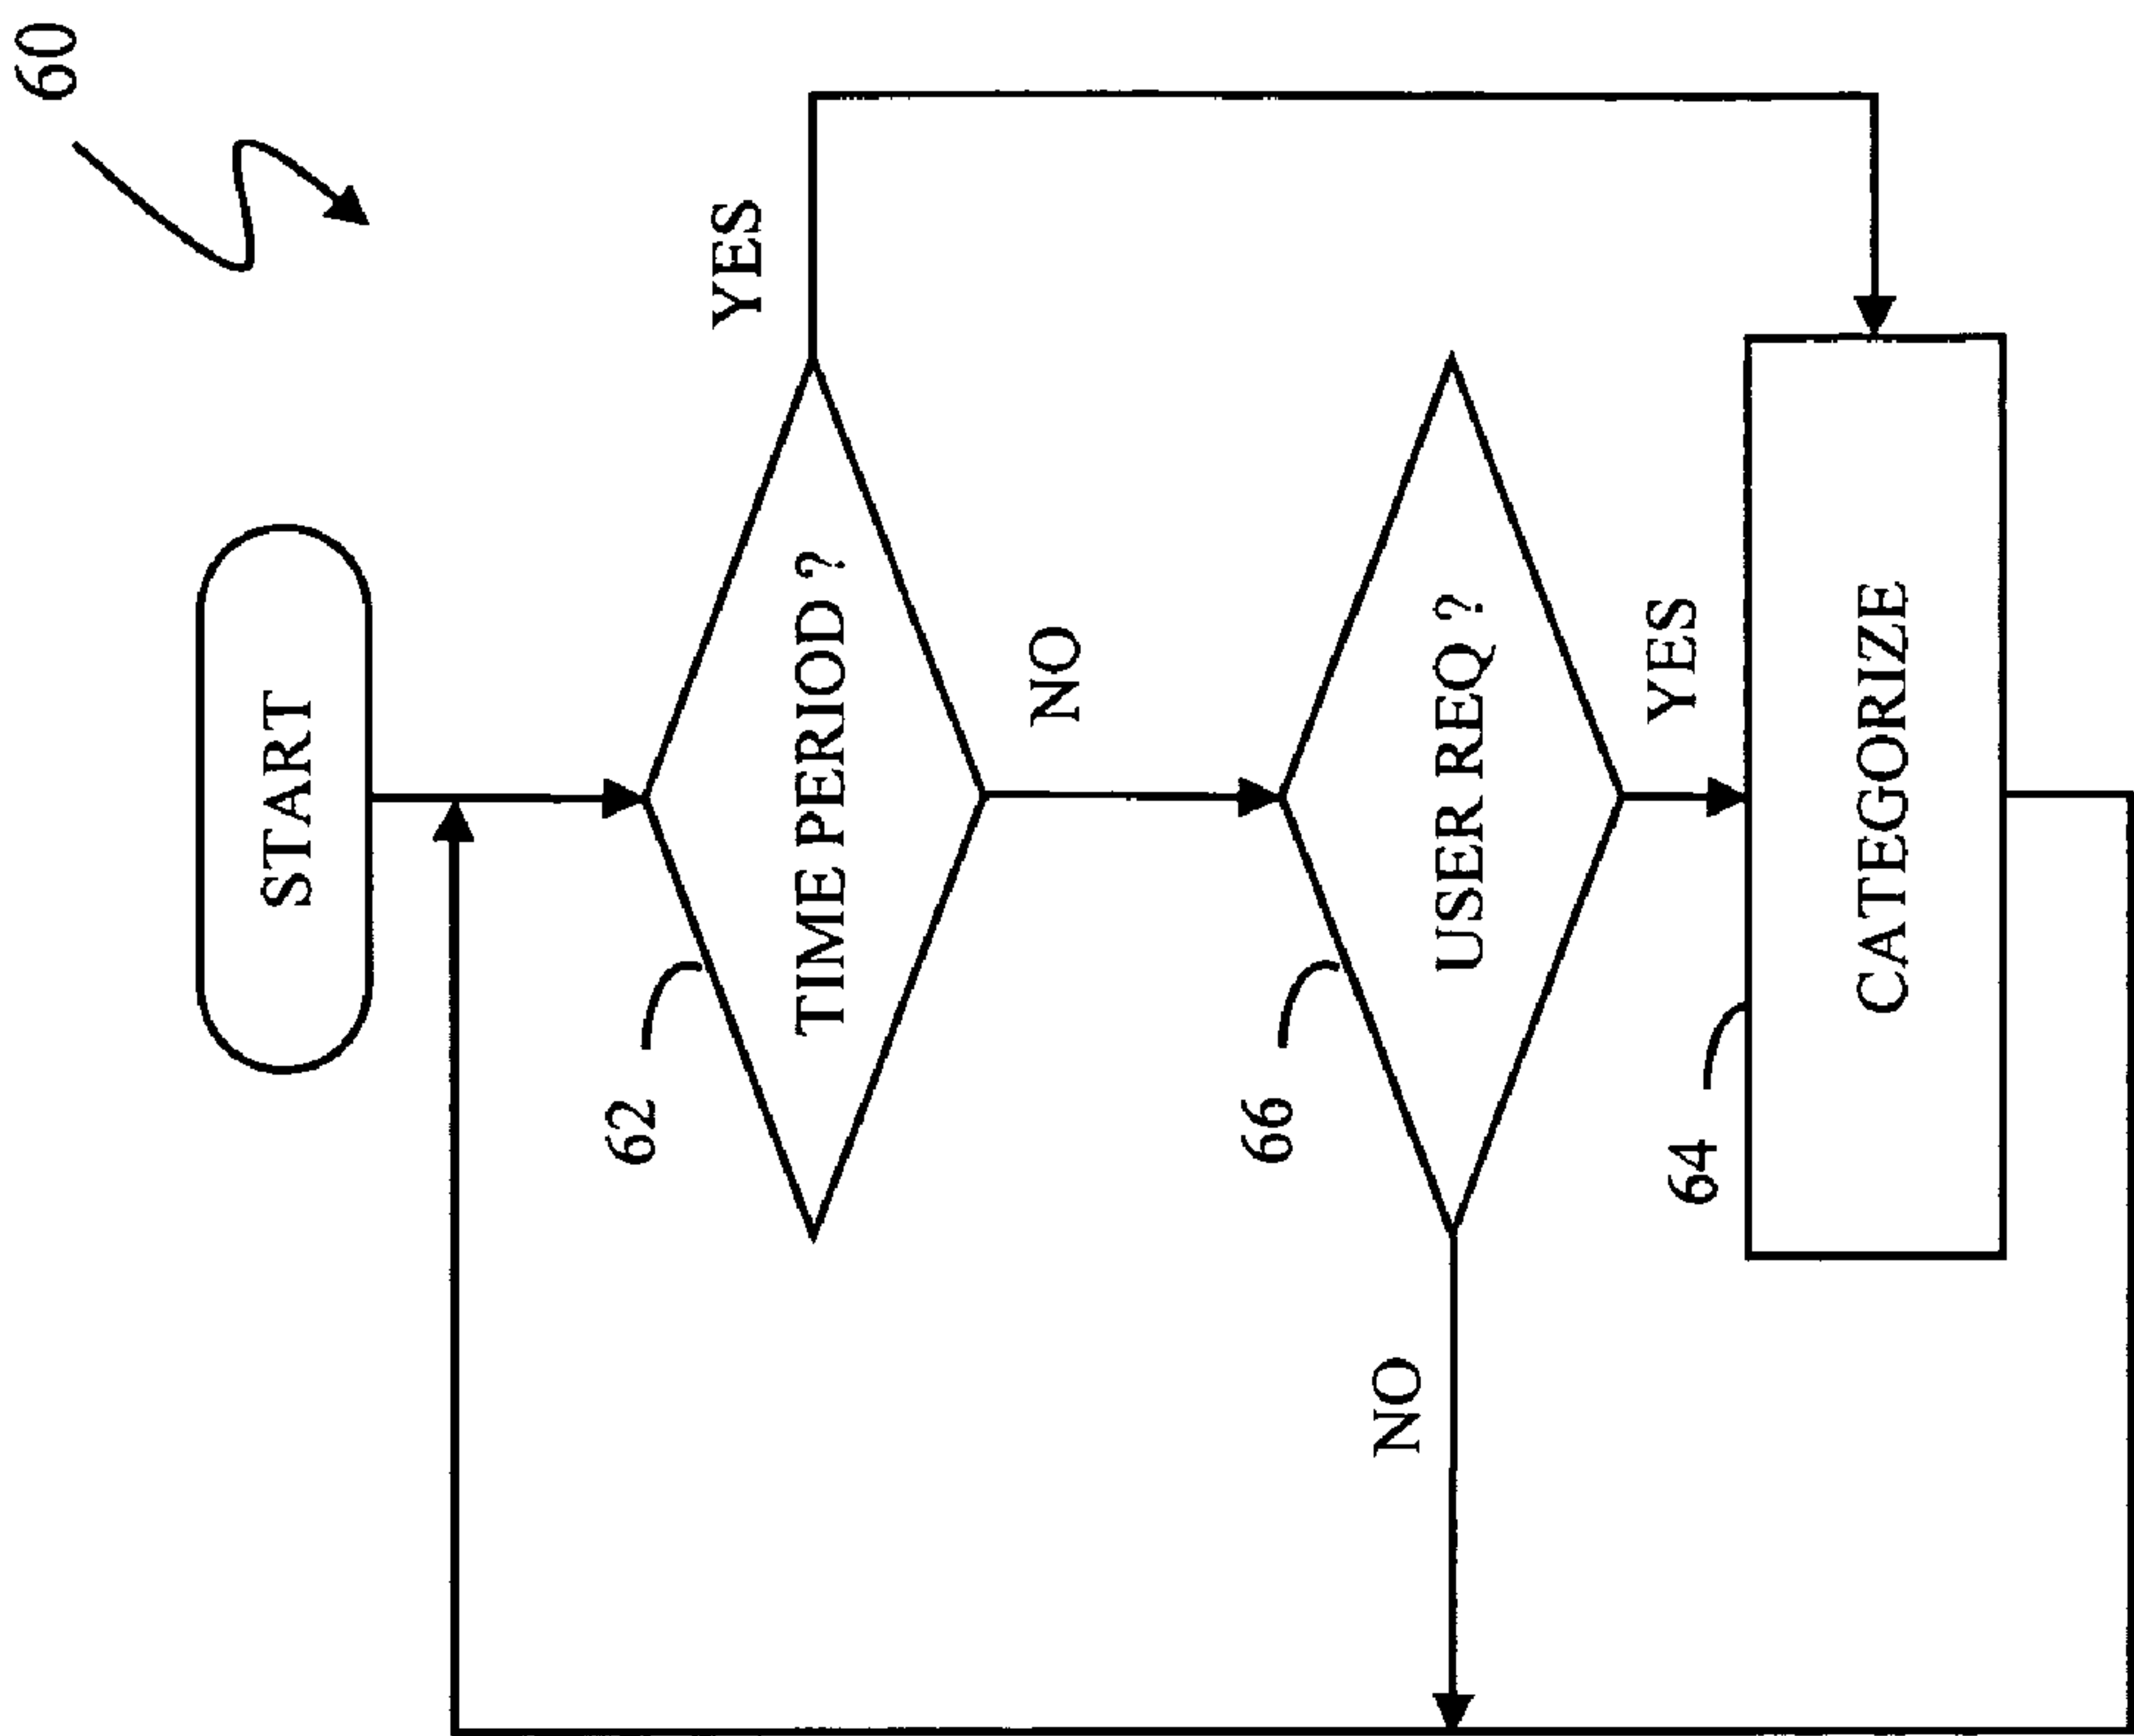 60
START
62
TIME PERIOD ?
YES
NO
66
USER REQ ?
NO
YES
64
CATEGORIZE